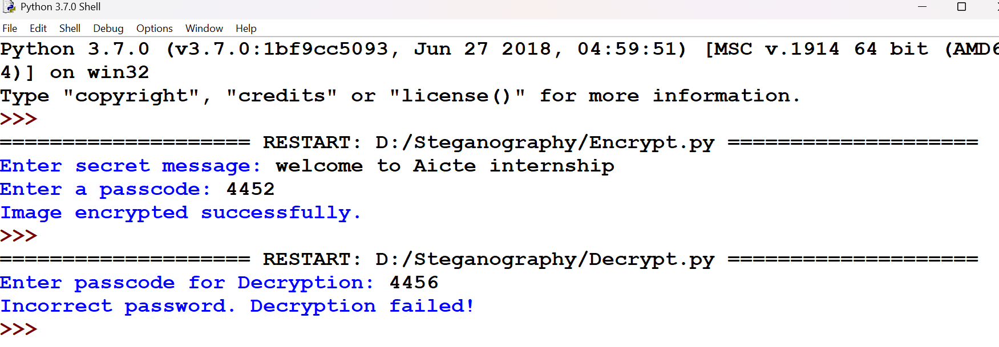 Python 3.7.0 Shell
File Edit Shell Debug Options Window Help
Python 3.7.0 (v3.7.0:1bf9cc5093, Jun 27 2018, 04:59:51) [MSC v.1914 64 bit (AMD6
4)] on win32
Type "copyright", "credits" or "license()" for more information.
>>>
==================== RESTART: D:/Steganography/Encrypt.py ====================
Enter secret message: welcome to Aicte internship
Enter a passcode: 4452
Image encrypted successfully.
>>>
==================== RESTART: D:/Steganography/Decrypt.py ====================
Enter passcode for Decryption: 4456
Incorrect password. Decryption failed!
>>>